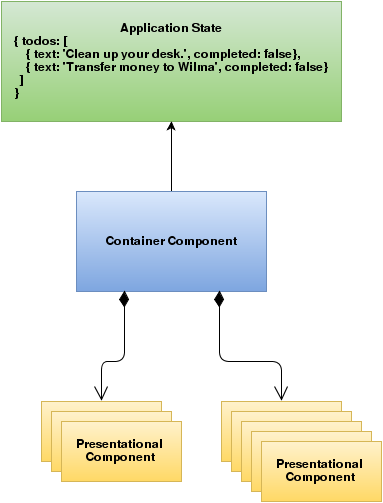 Application State
{ todos: [
{ text: 'Clean up your desk.', completed: false},
{ text: 'Transfer money to Wilma', completed: false}
]
}
Container Component
Presentational
Component
Presentational
Component